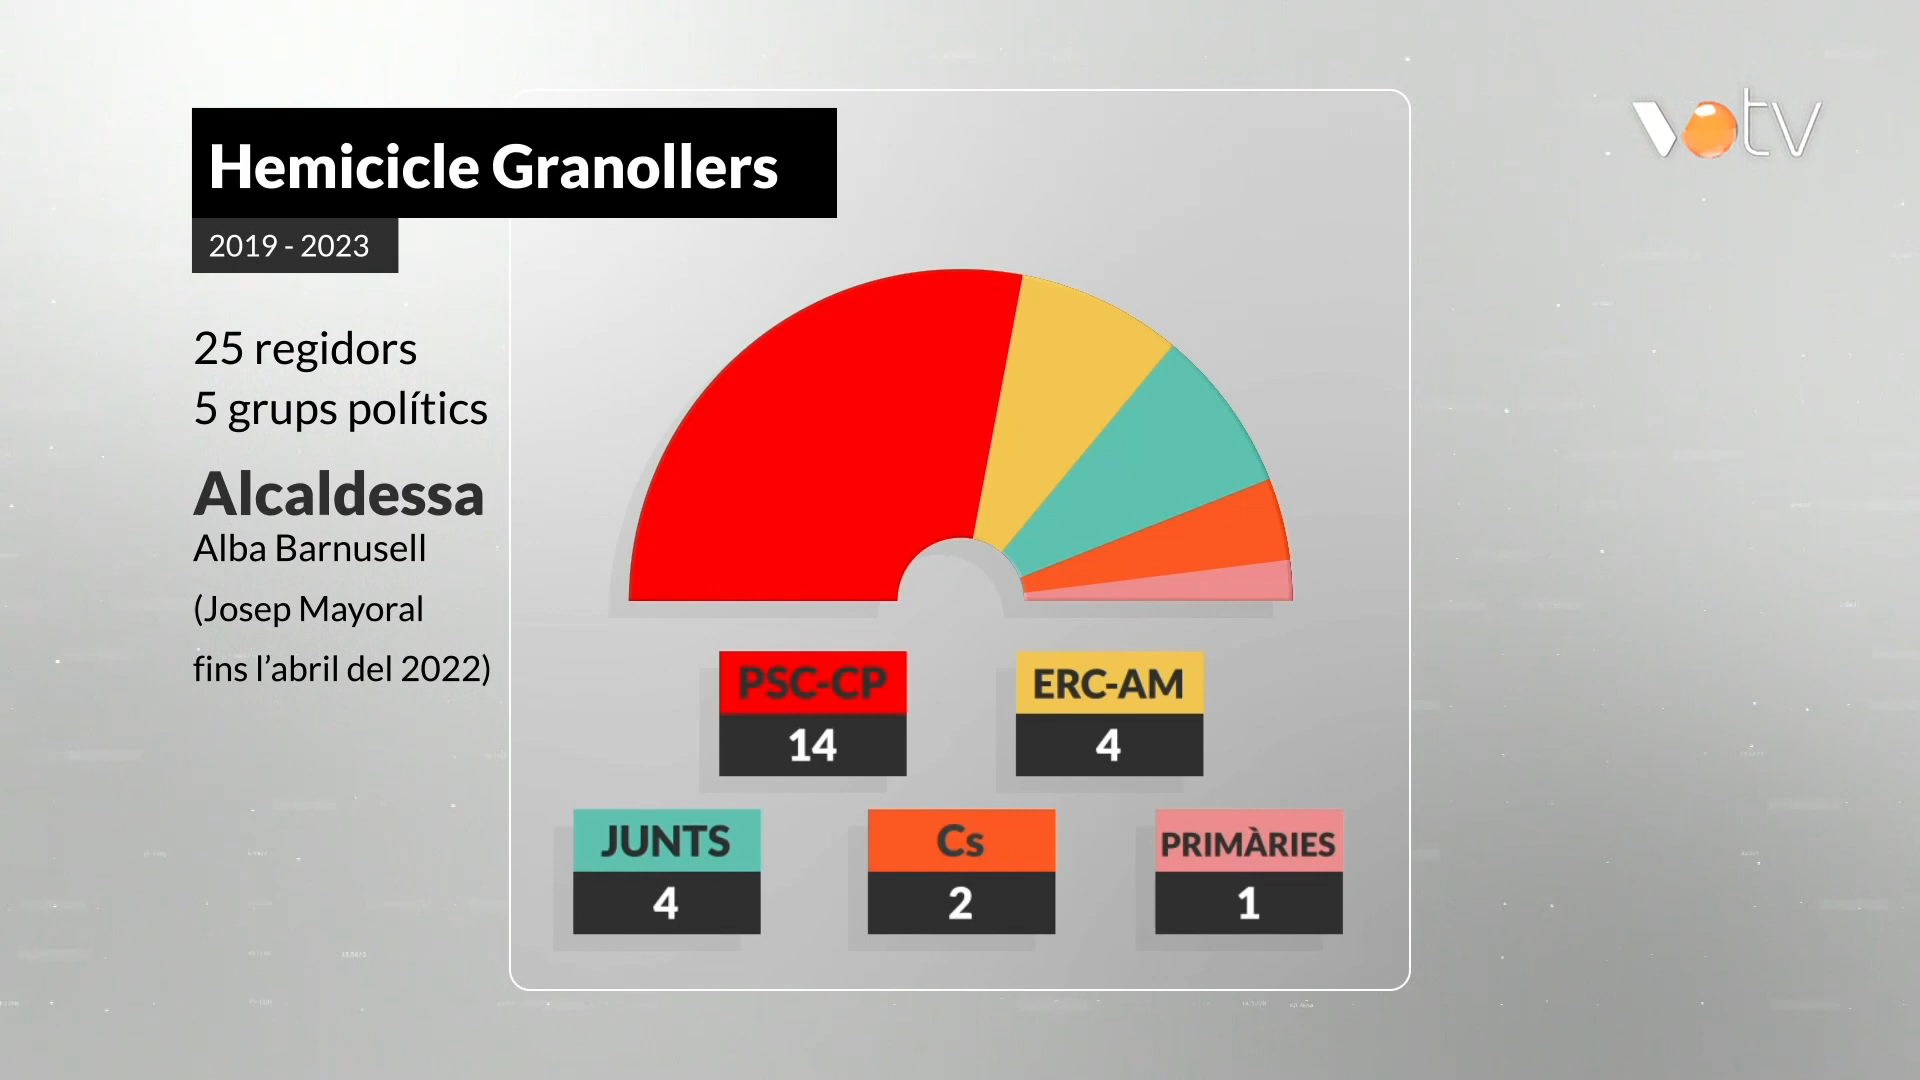 Hemicicle Granollers
2019 - 2023
votv
25 regidors
5 grups polítics
Alcaldessa
Alba Barnusell
(Josep Mayoral
fins l’abril del 2022)
PSC-CP
14
ERC-AM
4
JUNTS
4
Cs
2
PRIMÀRIES
1